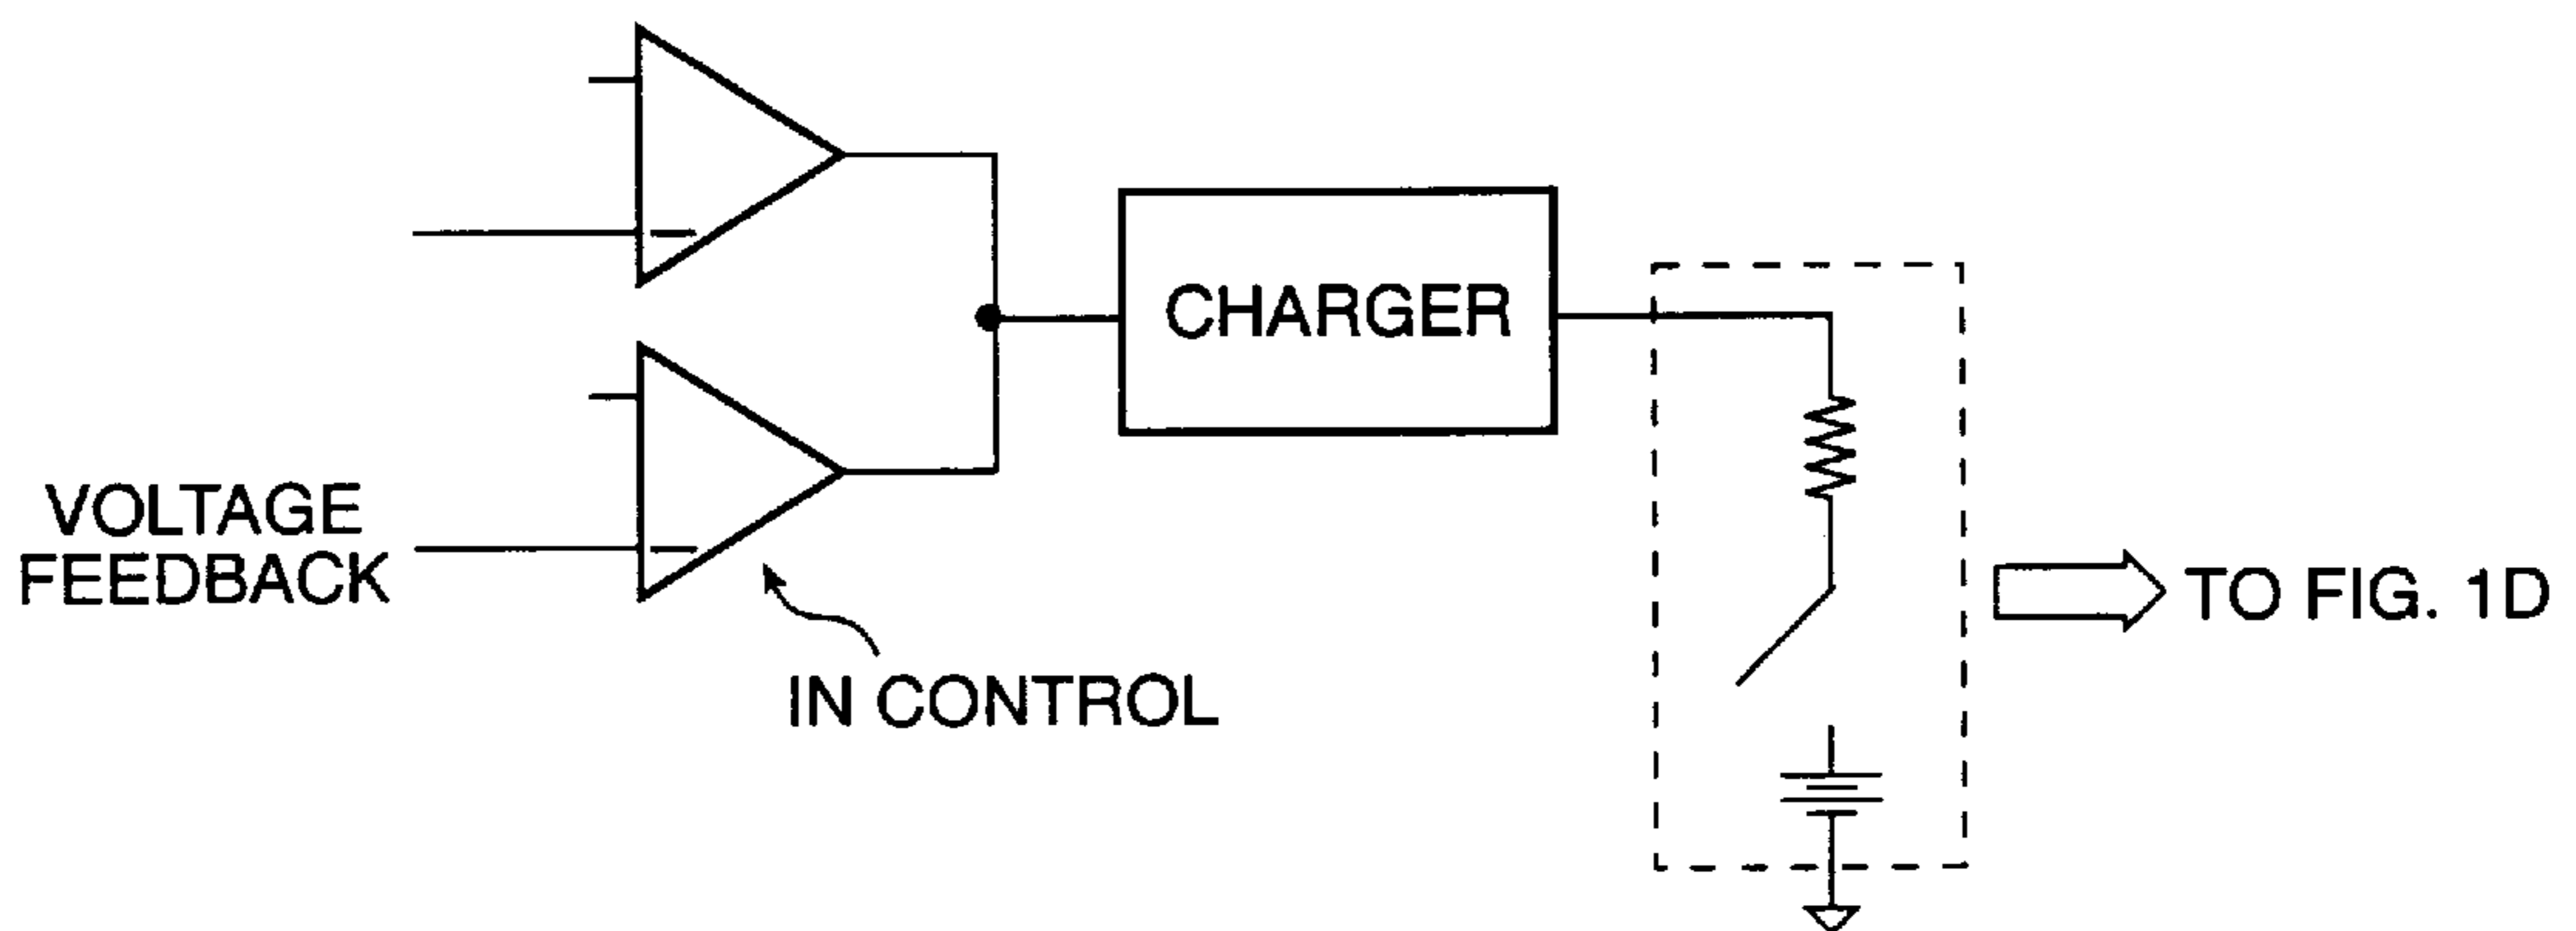 CHARGER
VOLTAGE
FEEDBACK
IN CONTROL
TO FIG. 1D